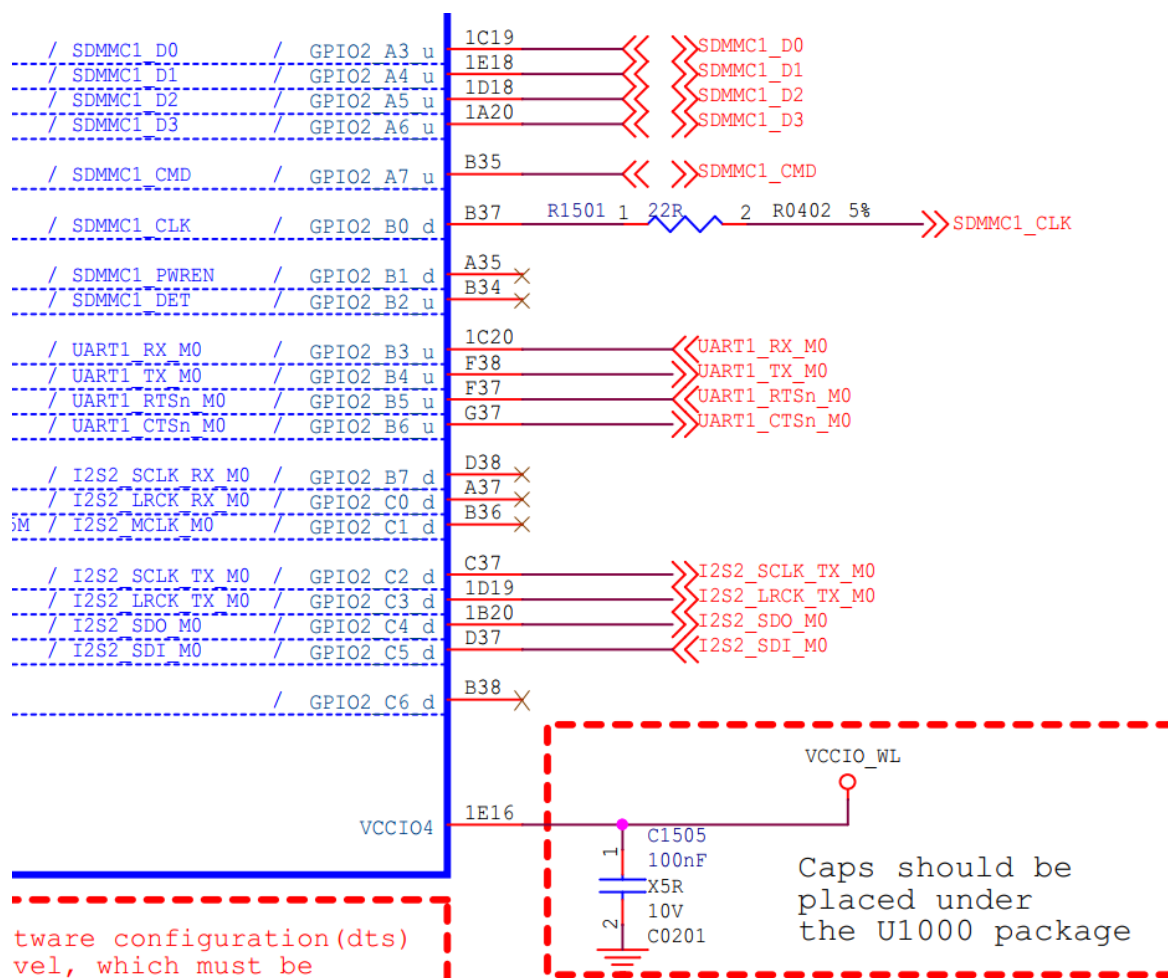 / SDMMC1_D0 / GPIO2_A3_u 1C19 SDMMC1_D0
/ SDMMC1_D1 / GPIO2_A4_u 1E18 SDMMC1_D1
/ SDMMC1_D2 / GPIO2_A5_u 1D18 SDMMC1_D2
/ SDMMC1_D3 / GPIO2_A6_u 1A20 SDMMC1_D3
/ SDMMC1_CMD / GPIO2_A7_u B35 SDMMC1_CMD
/ SDMMC1_CLK / GPIO2_B0_d B37 R1501 1 22R 2 R0402 5% SDMMC1_CLK
/ SDMMC1_PWREN / GPIO2_B1_d A35
/ SDMMC1_DET / GPIO2_B2_u B34
/ UART1_RX_M0 / GPIO2_B3_u 1C20 UART1_RX_M0
/ UART1_TX_M0 / GPIO2_B4_u F38 UART1_TX_M0
/ UART1_RTSn_M0 / GPIO2_B5_u F37 UART1_RTSn_M0
/ UART1_CTSn_M0 / GPIO2_B6_u G37 UART1_CTSn_M0
/ I2S2_SCLK_RX_M0 / GPIO2_B7_d D38
/ I2S2_LRCK_RX_M0 / GPIO2_C0_d A37
5M / I2S2_MCLK_M0 / GPIO2_C1_d B36
/ I2S2_SCLK_TX_M0 / GPIO2_C2_d C37 I2S2_SCLK_TX_M0
/ I2S2_LRCK_TX_M0 / GPIO2_C3_d 1D19 I2S2_LRCK_TX_M0
/ I2S2_SDO_M0 / GPIO2_C4_d 1B20 I2S2_SDO_M0
/ I2S2_SDI_M0 / GPIO2_C5_d D37 I2S2_SDI_M0
/ GPIO2_C6_d B38
VCCIO_WL
VCCIO4 1E16
1 C1505
100nF
X5R
10V
2 C0201
Caps should be
placed under
the U1000 package
tware configuration(dts)
vel, which must be